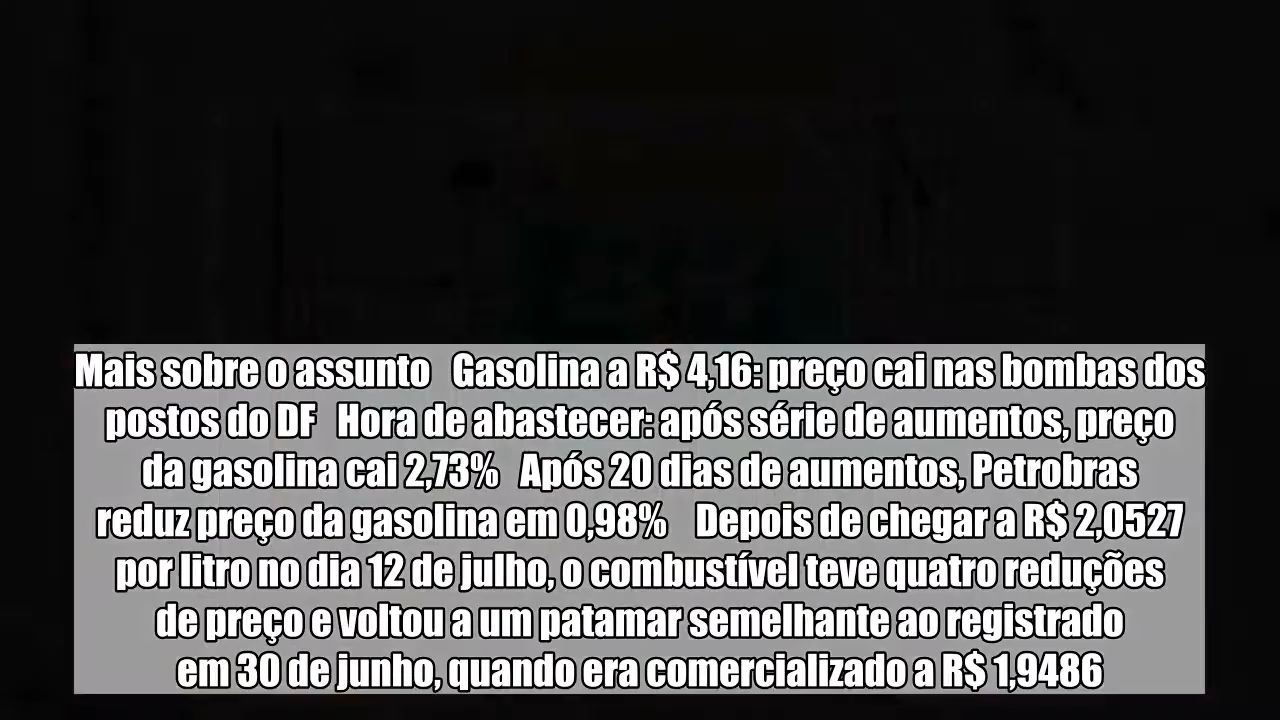 Mais sobre o assunto   Gasolina a R$ 4,16: preço cai nas bombas dos
postos do DF   Hora de abastecer: após série de aumentos, preço
da gasolina cai 2,73%   Após 20 dias de aumentos, Petrobras
reduz preço da gasolina em 0,98%    Depois de chegar a R$ 2,0527
por litro no dia 12 de julho, o combustível teve quatro reduções
de preço e voltou a um patamar semelhante ao registrado
em 30 de junho, quando era comercializado a R$ 1,9486